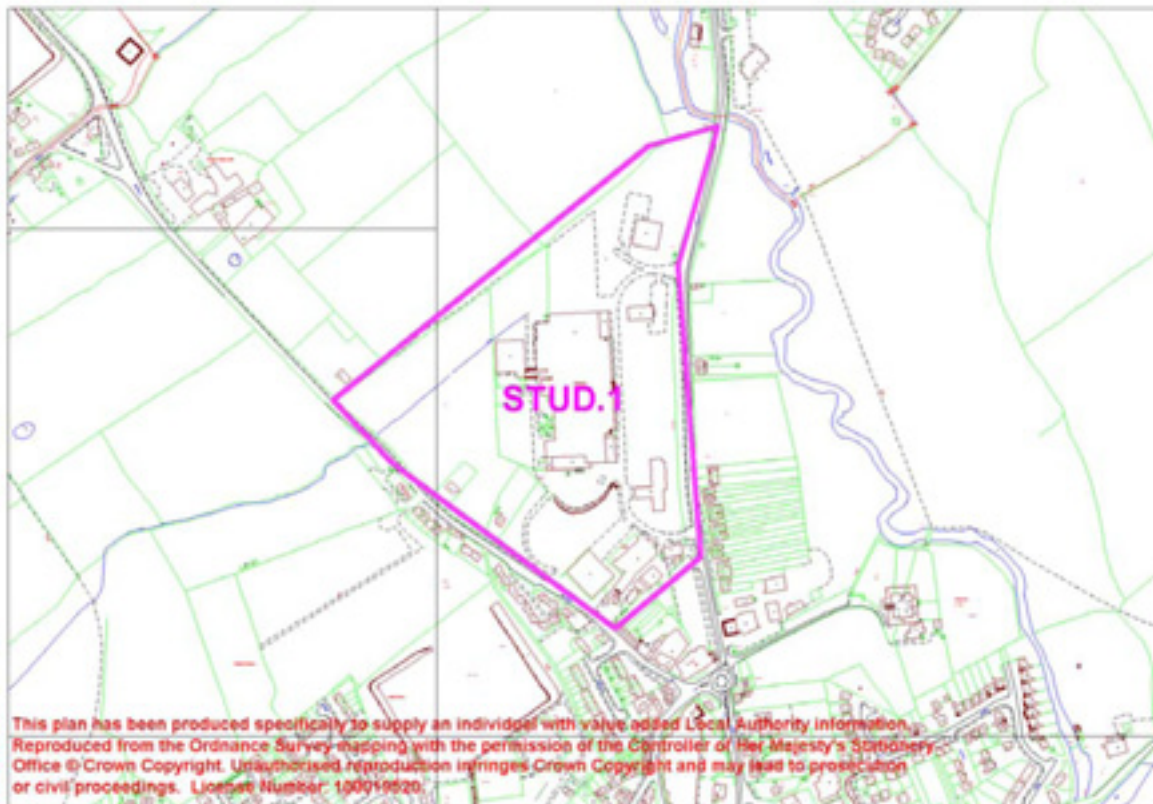 STUD.1
This plan has been produced specifically to supply an individual with value added Local Authority information.
Reproduced from the Ordnance Survey mapping with the permission of the Controller of Her Majesty's Stationery
Office © Crown Copyright. Unauthorised reproduction infringes Crown Copyright and may lead to prosecution
or civil proceedings. License Number: 100019520.